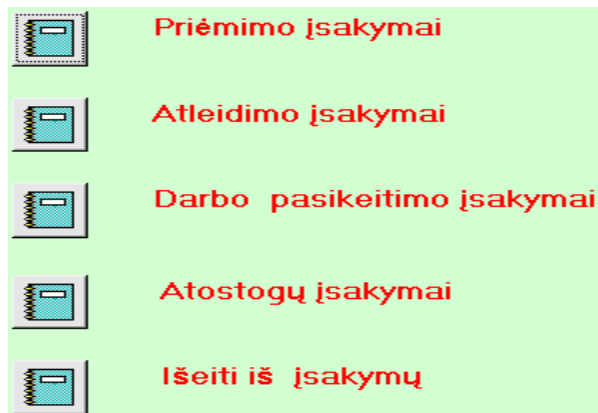 Priėmimo įsakymai
Atleidimo įsakymai
Darbo pasikeitimo įsakymai
Atostogų įsakymai
Išeiti iš įsakymų